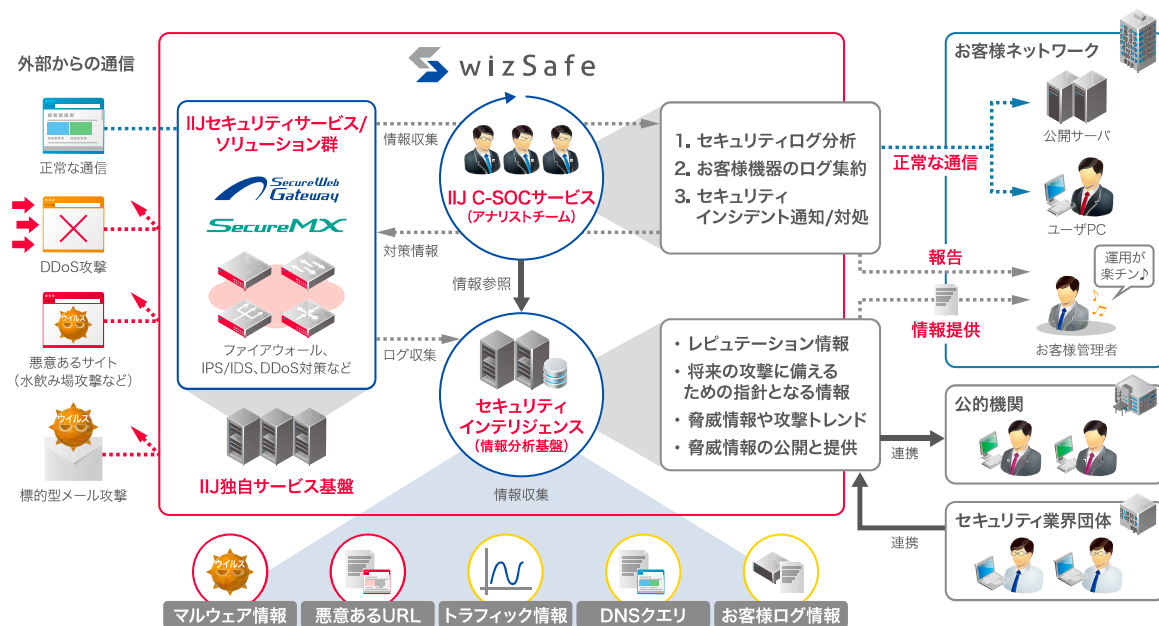 外部からの通信
正常な通信
DDoS攻撃
ウイルス
悪意あるサイト
(水飲み場攻撃など)
ウイルス
標的型メール攻撃
wizSafe
IIJセキュリティサービス/
ソリューション群
Secure Web
Gateway
SecureMX
ファイアウォール、
IPS/IDS、DDoS対策など
IIJ独自サービス基盤
情報収集
対策情報
情報参照
ログ収集
IIJ C-SOCサービス
(アナリストチーム)
セキュリティ
インテリジェンス
(情報分析基盤)
情報収集
1. セキュリティログ分析
2. お客様機器のログ集約
3. セキュリティ
インシデント通知/対処
・レピュテーション情報
・将来の攻撃に備える
ための指針となる情報
・脅威情報や攻撃トレンド
・脅威情報の公開と提供
正常な通信
報告
情報提供
お客様ネットワーク
公開サーバ
ユーザPC
運用が
楽チン♪
お客様管理者
連携
公的機関
連携
セキュリティ業界団体
ウイルス
マルウェア情報
悪意あるURL
トラフィック情報
DNSクエリ
お客様ログ情報